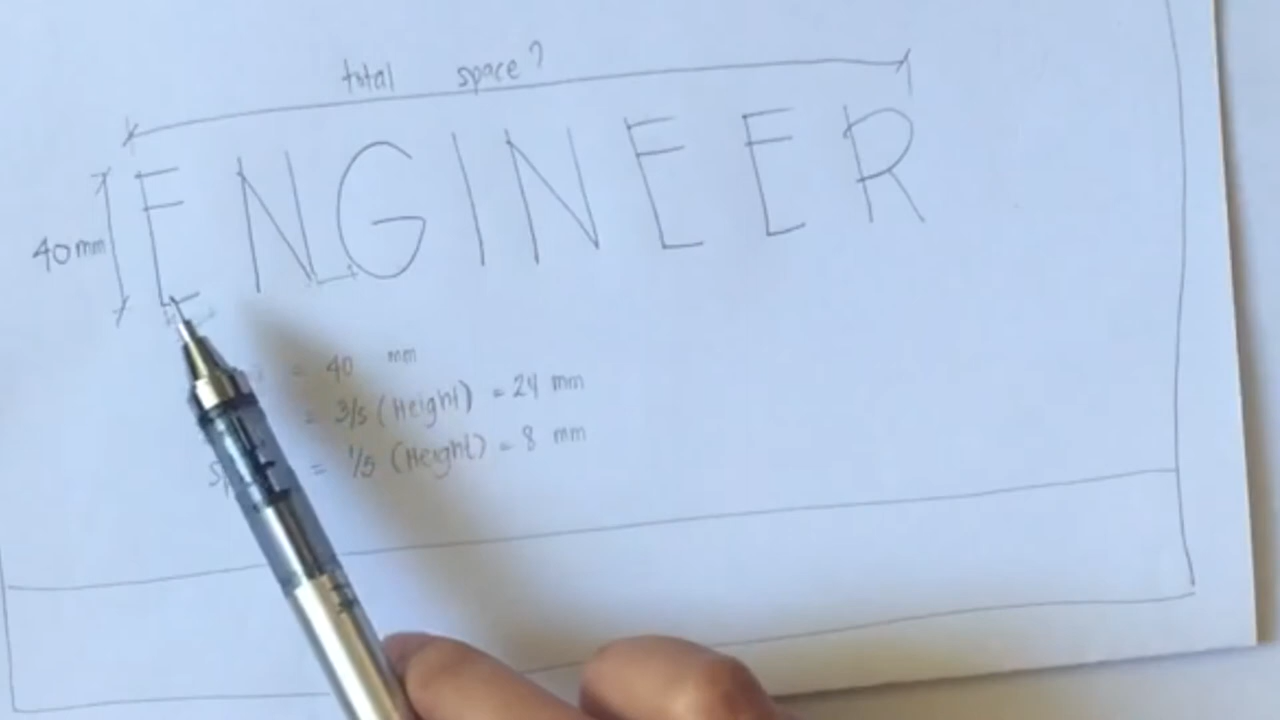 total space?
ENGINEER
40mm
= 40 mm
= 3/5 (Height) = 24 mm
= 1/5 (Height) = 8 mm